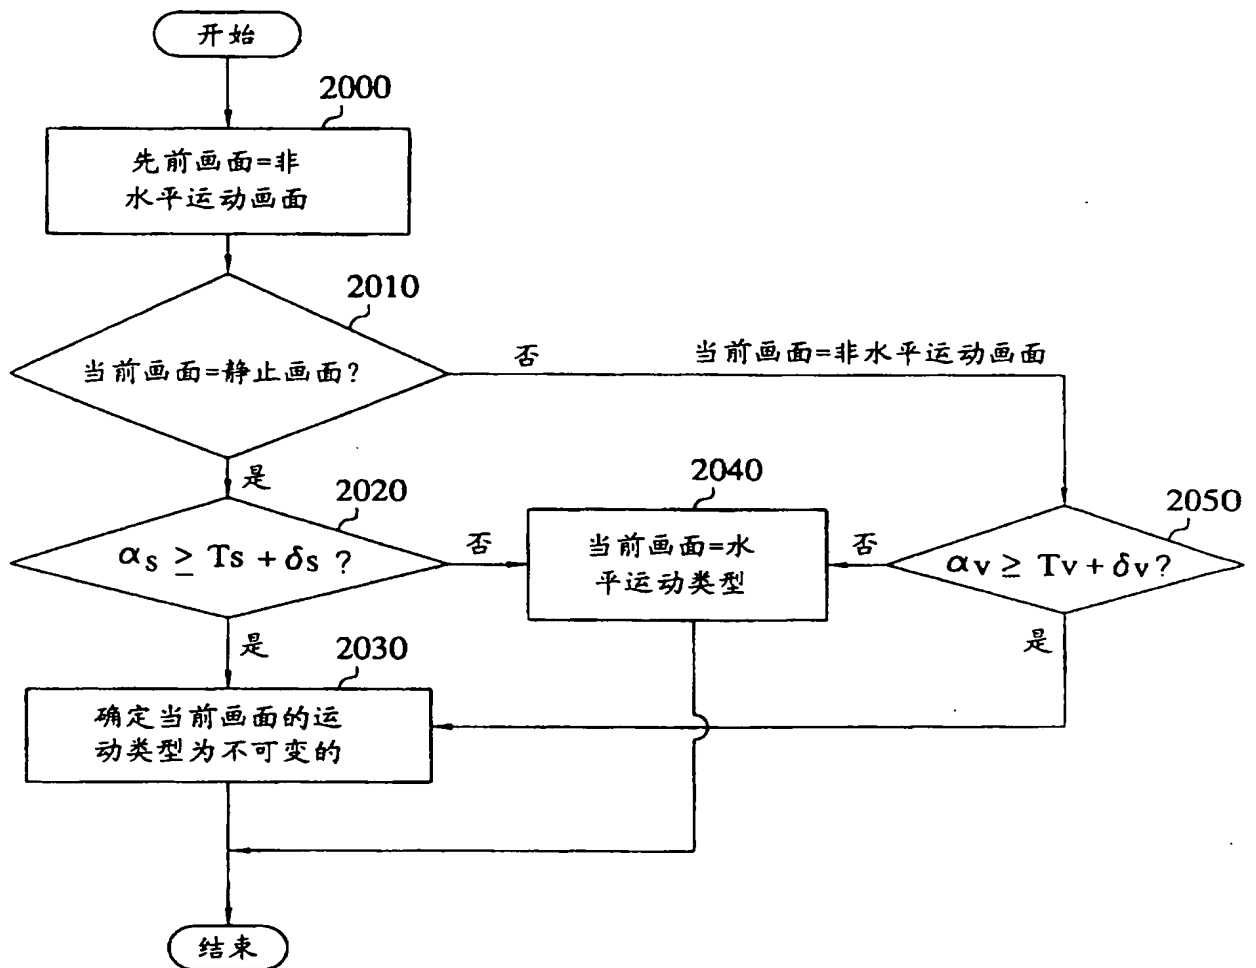 开始
2000
先前画面=非
水平运动画面
2010
当前画面=静止画面?
否
当前画面=非水平运动画面
是
2020
αs ≥ Ts + δs ?
否
2040
当前画面=水
平运动类型
否
2050
αv ≥ Tv + δv ?
是
是
2030
确定当前画面的运
动类型为不可变的
结束